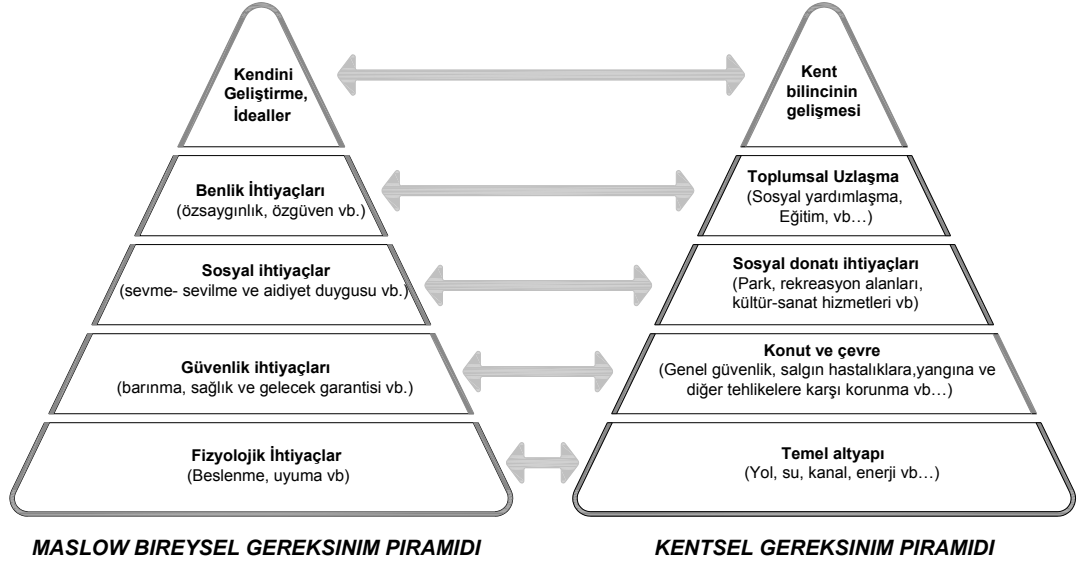 Kendini
Geliştirme,
İdealler
Benlik İhtiyaçları
(özsaygınlık, özgüven vb.)
Sosyal ihtiyaçlar
(sevme- sevilme ve aidiyet duygusu vb.)
Güvenlik ihtiyaçları
(barınma, sağlık ve gelecek garantisi vb.)
Fizyolojik İhtiyaçlar
(Beslenme, uyuma vb)
MASLOW BIREYSEL GEREKSINIM PIRAMIDI
Kent
bilincinin
gelişmesi
Toplumsal Uzlaşma
(Sosyal yardımlaşma,
Eğitim, vb…)
Sosyal donatı ihtiyaçları
(Park, rekreasyon alanları,
kültür-sanat hizmetleri vb)
Konut ve çevre
(Genel güvenlik, salgın hastalıklara,yangına ve
diğer tehlikelere karşı korunma vb…)
Temel altyapı
(Yol, su, kanal, enerji vb…)
KENTSEL GEREKSINIM PIRAMIDI